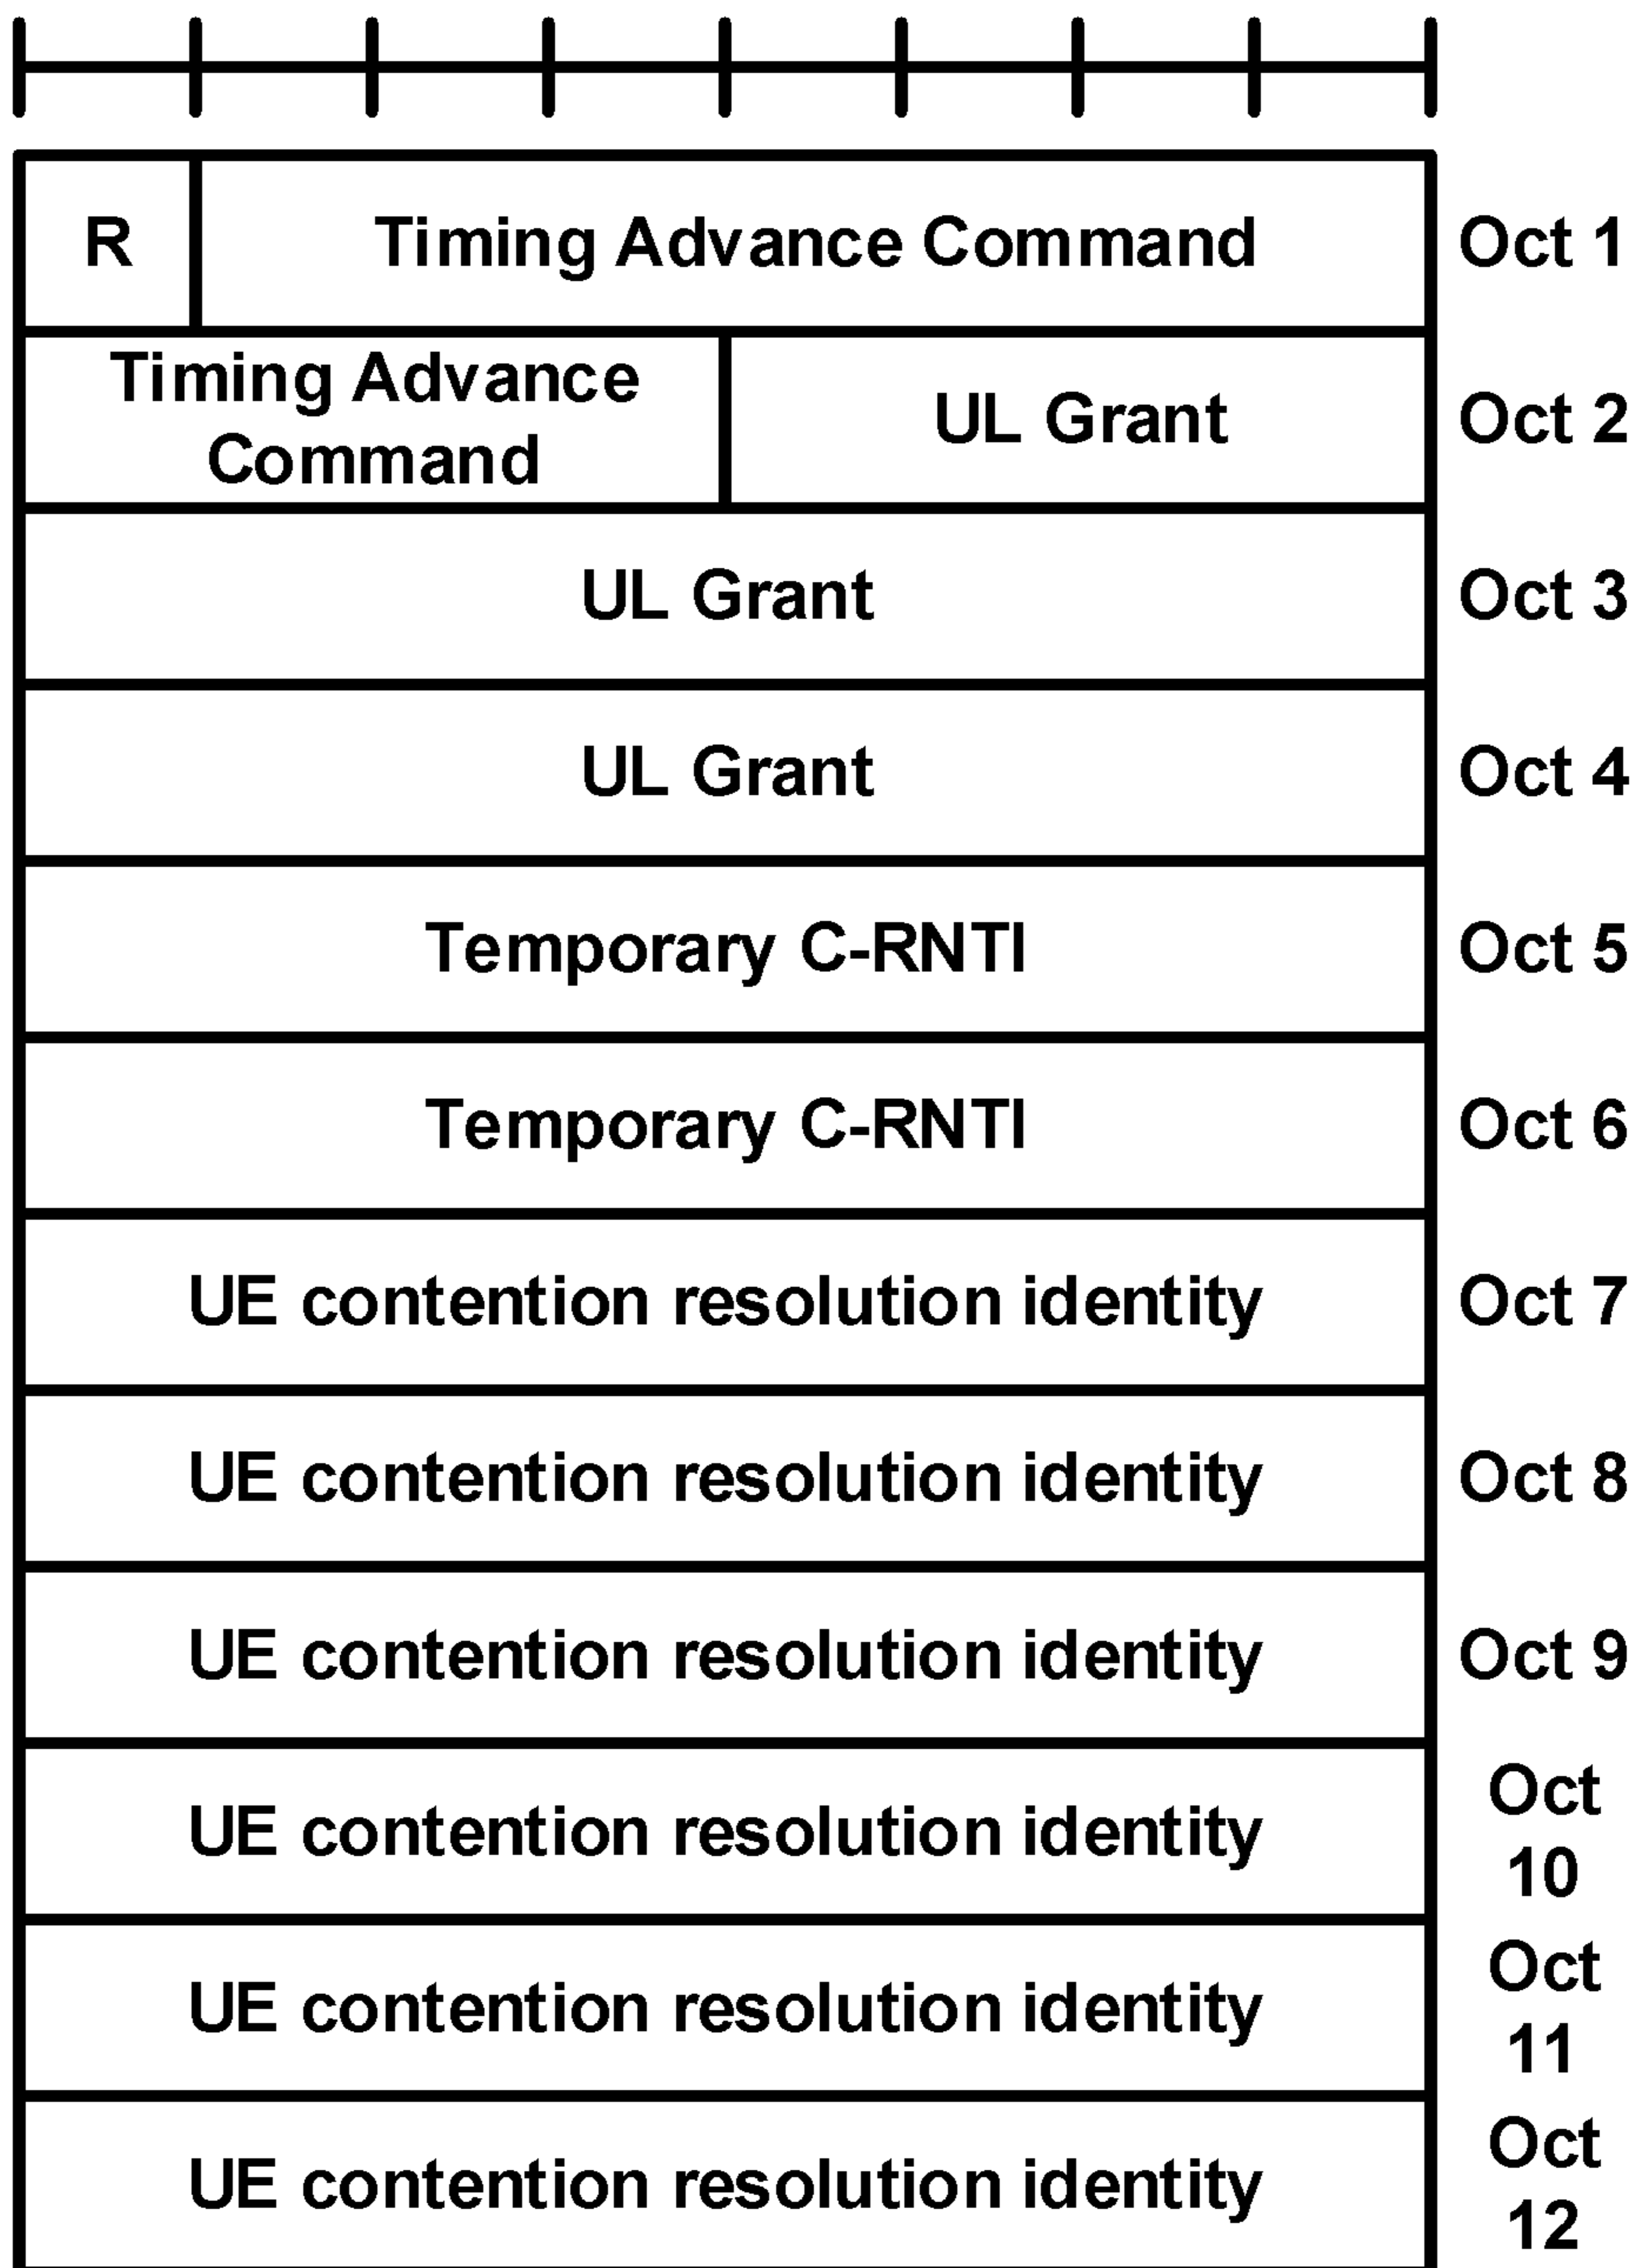 R Timing Advance Command Oct 1
Timing Advance
Command
UL Grant Oct 2
UL Grant Oct 3
UL Grant Oct 4
Temporary C-RNTI Oct 5
Temporary C-RNTI Oct 6
UE contention resolution identity Oct 7
UE contention resolution identity Oct 8
UE contention resolution identity Oct 9
UE contention resolution identity Oct
10
UE contention resolution identity Oct
11
UE contention resolution identity Oct
12